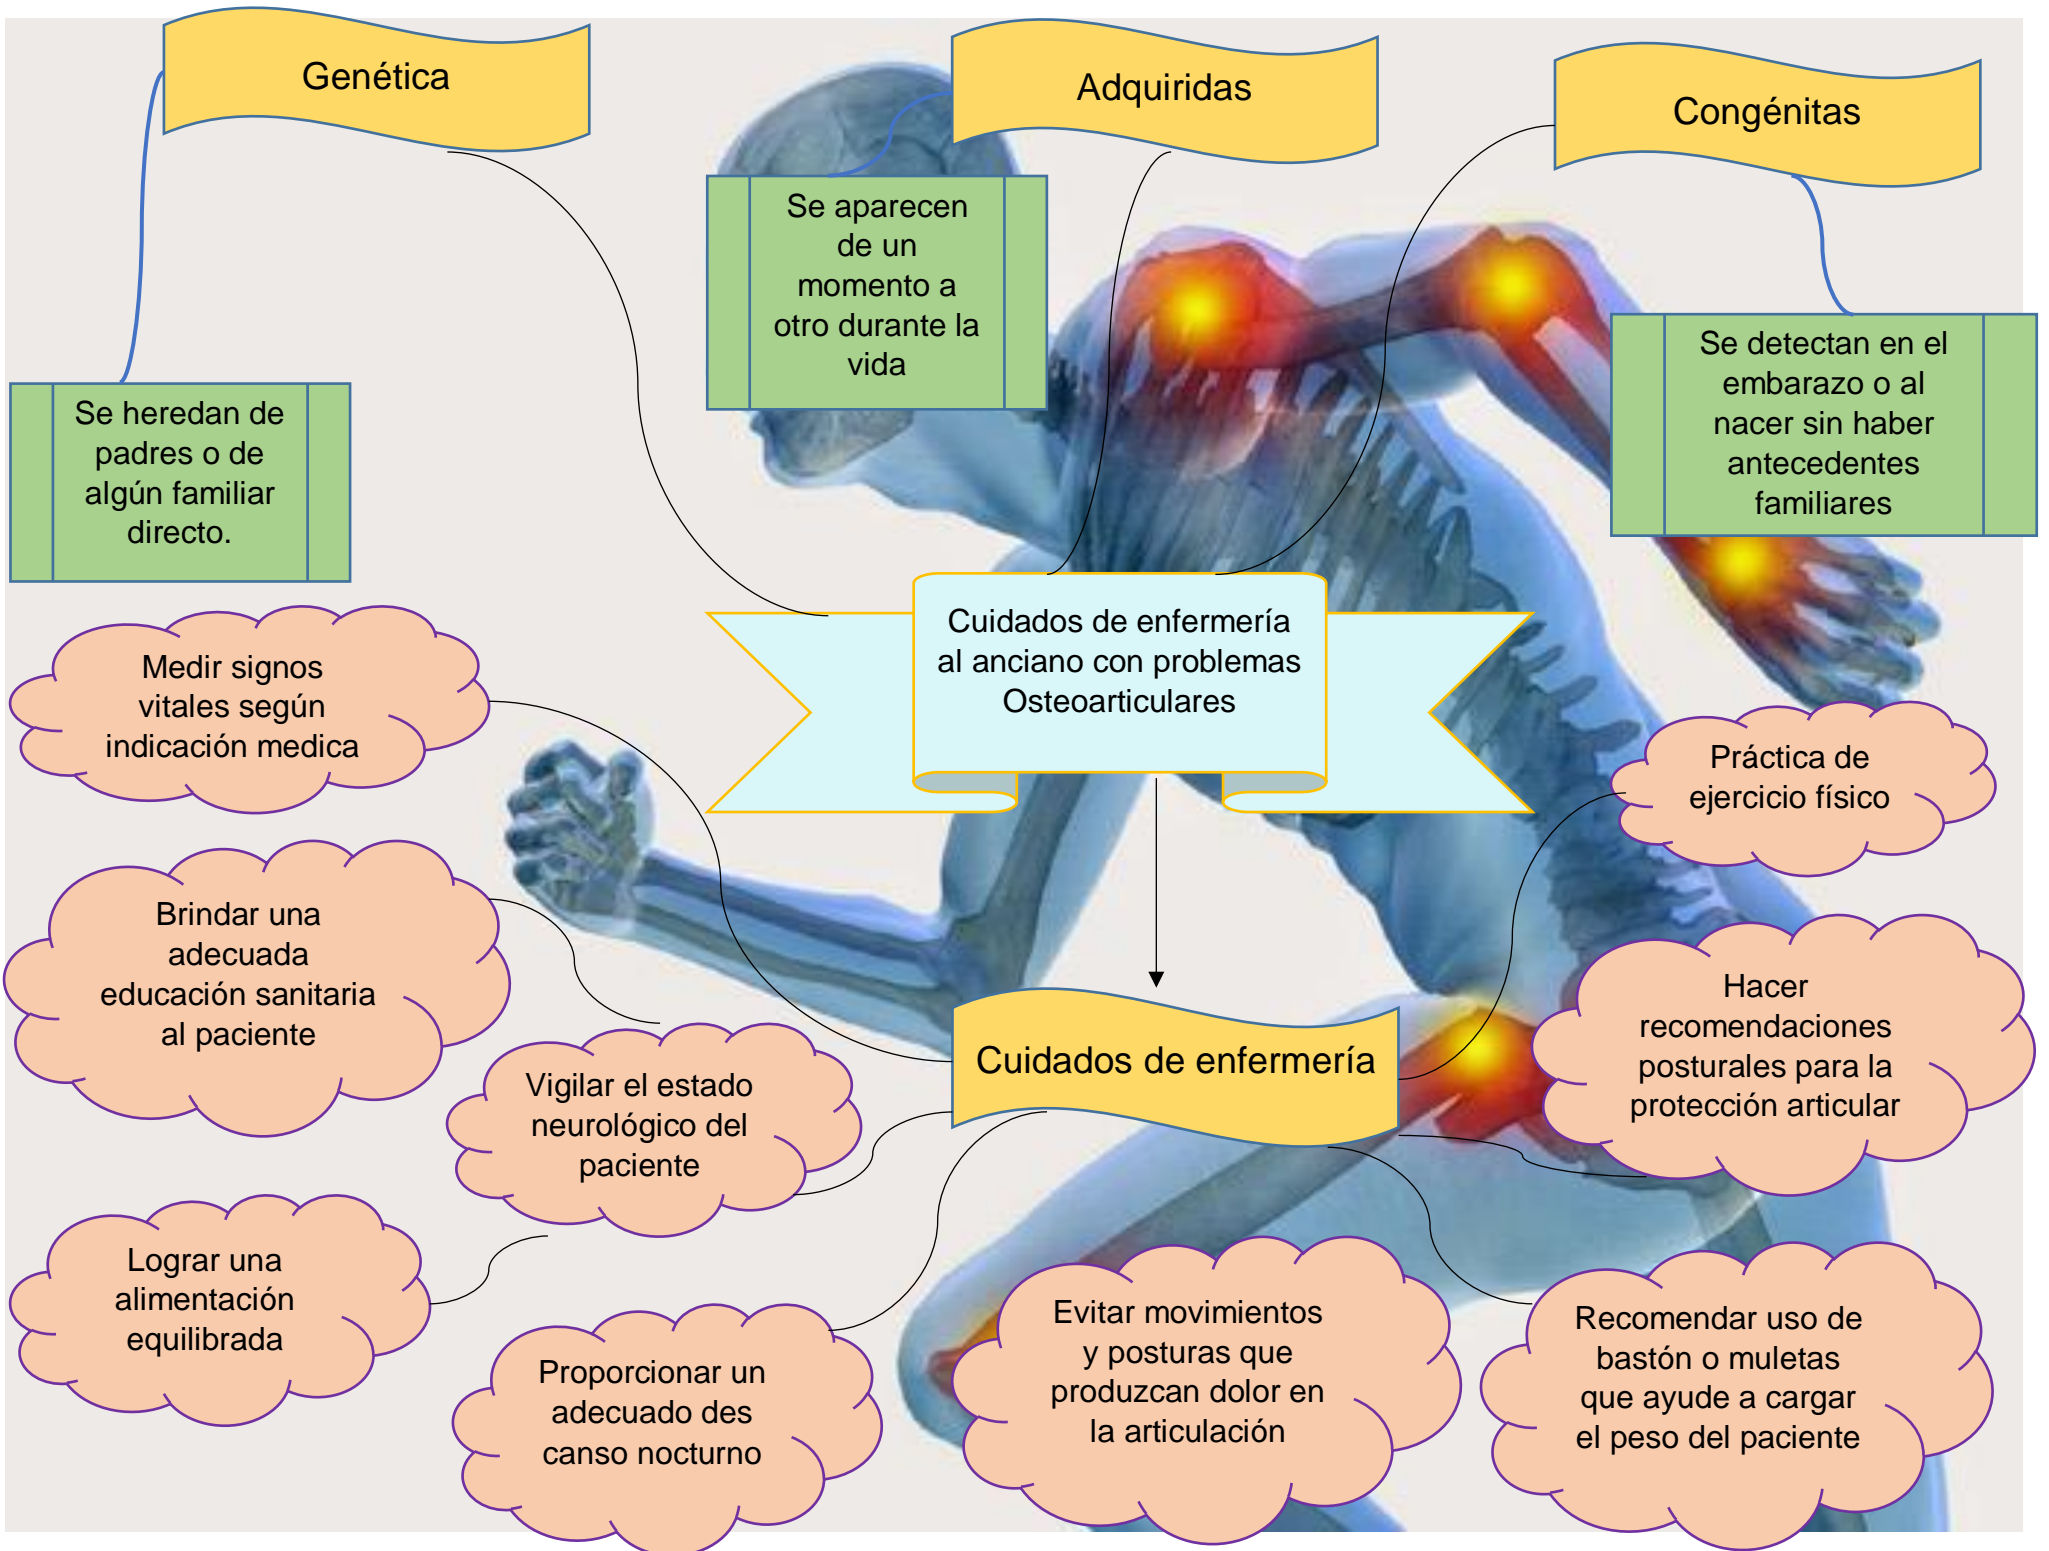 Genética
Adquiridas
Congénitas
Se aparecen
de un
momento a
otro durante la
vida
Se detectan en el
embarazo o al
nacer sin haber
antecedentes
familiares
Se heredan de
padres o de
algún familiar
directo.
Cuidados de enfermería
al anciano con problemas
Osteoarticulares
Medir signos
vitales según
indicación medica
Práctica de
ejercicio físico
Brindar una
adecuada
educación sanitaria
al paciente
Hacer
recomendaciones
posturales para la
protección articular
Cuidados de enfermería
Vigilar el estado
neurológico del
paciente
Lograr una
alimentación
equilibrada
Proporcionar un
adecuado des
canso nocturno
Evitar movimientos
y posturas que
produzcan dolor en
la articulación
Recomendar uso de
bastón o muletas
que ayude a cargar
el peso del paciente